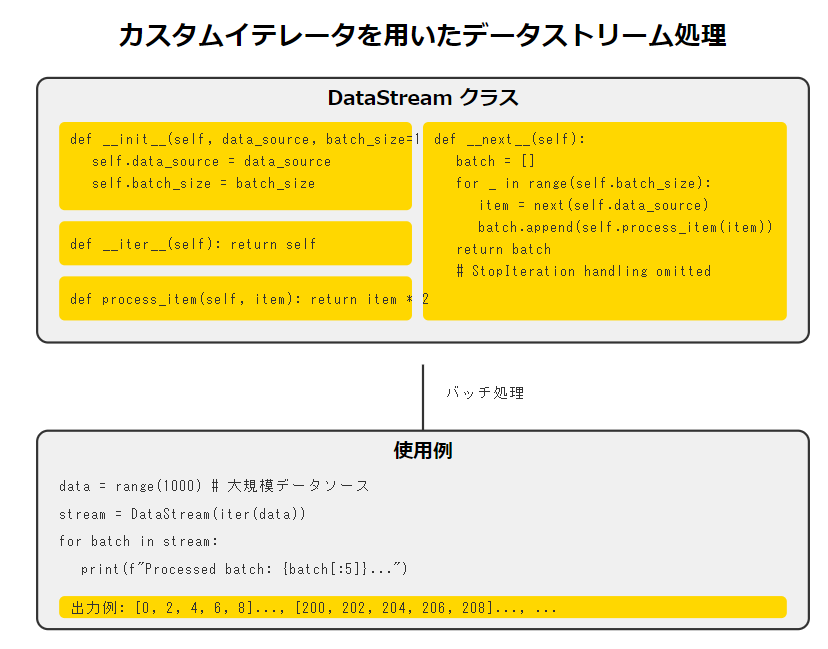 カスタムイテレータを用いたデータストリーム処理
DataStream クラス
def __init__(self, data_source, batch_size=1
self.data_source = data_source
self.batch_size = batch_size
def __iter__(self): return self
def process_item(self, item): return item * 2
def __next__(self):
batch = []
for _ in range(self.batch_size):
item = next(self.data_source)
batch.append(self.process_item(item))
return batch
# StopIteration handling omitted
バッチ処理
使用例
data = range(1000) # 大規模データソース
stream = DataStream(iter(data))
for batch in stream:
print(f"Processed batch: {batch[:5]}...")
出力例: [0, 2, 4, 6, 8]..., [200, 202, 204, 206, 208]..., ...